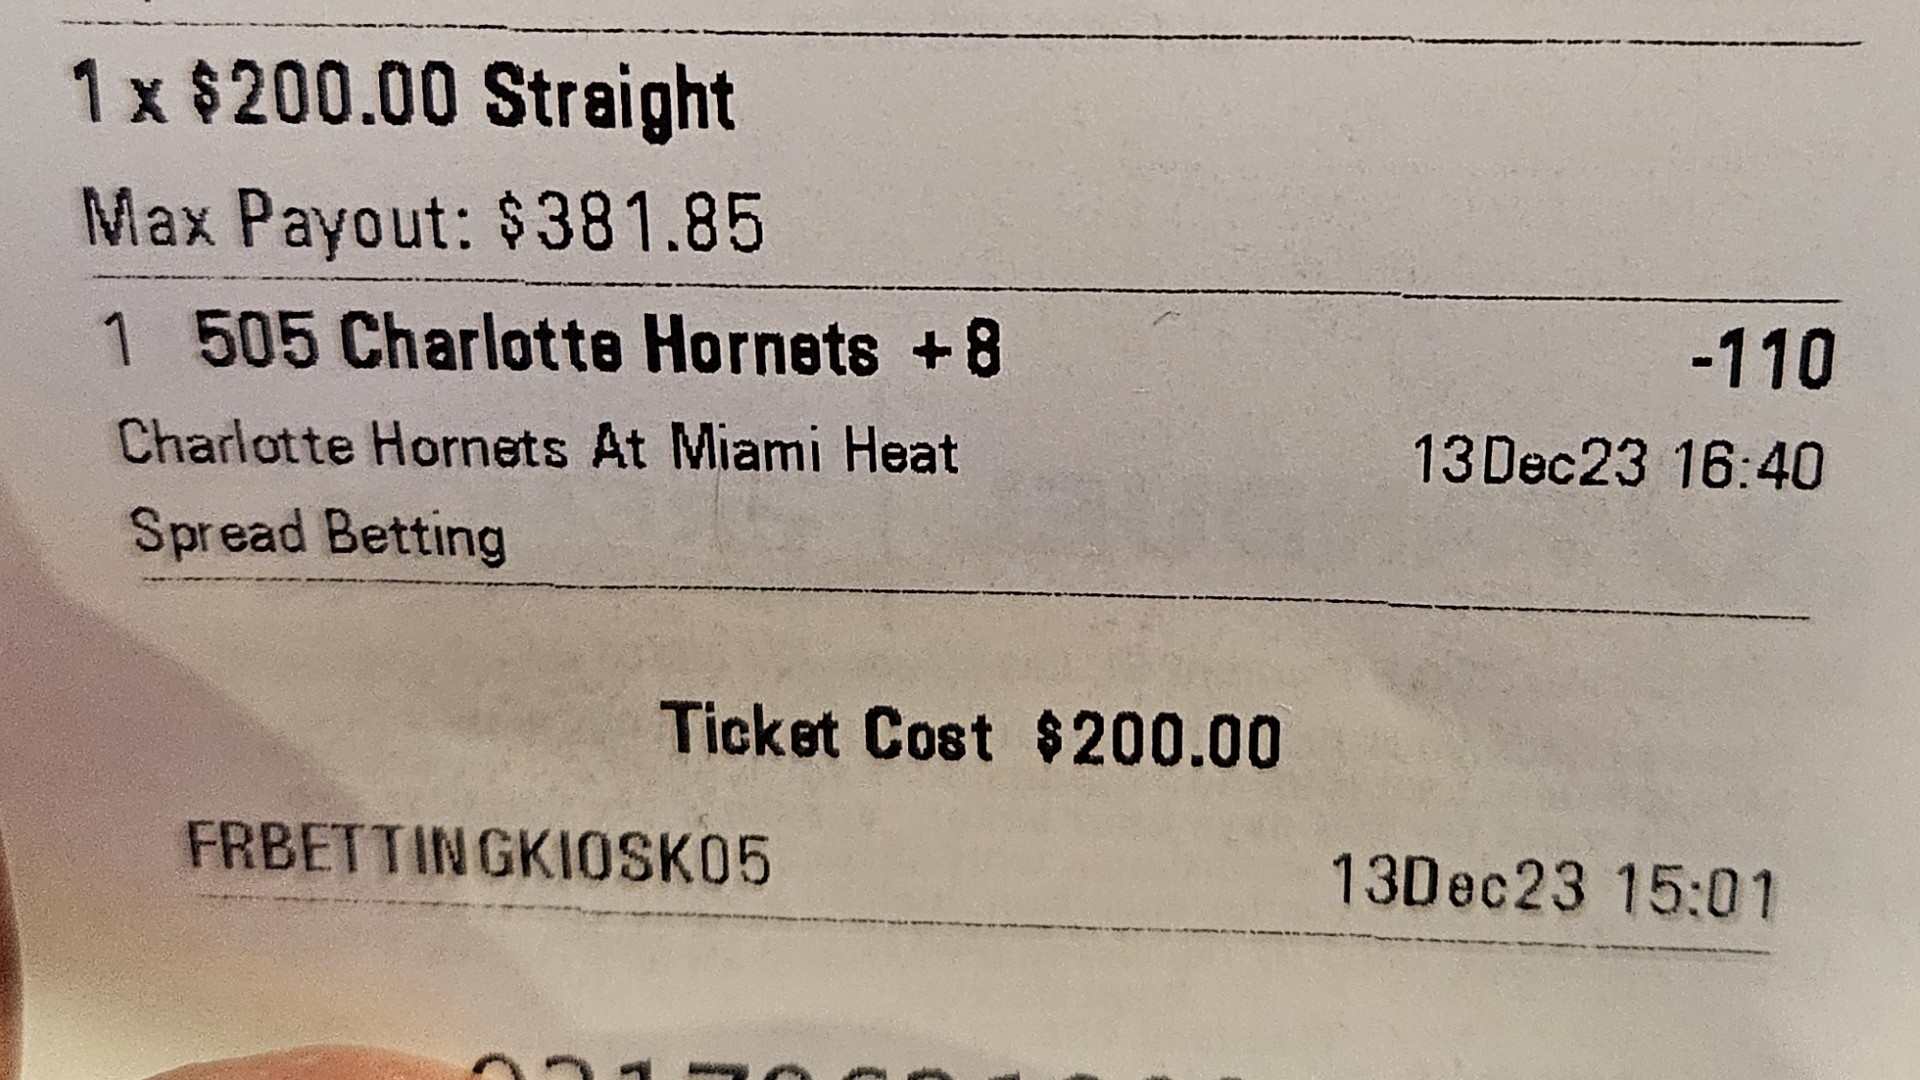 1 x $200.00 Straight
Max Payout: $381.85
1 505 Charlotte Hornets +8 -110
Charlotte Hornets At Miami Heat 13Dec23 16:40
Spread Betting
Ticket Cost $200.00
FRBETTINGKIOSK05 13Dec23 15:01